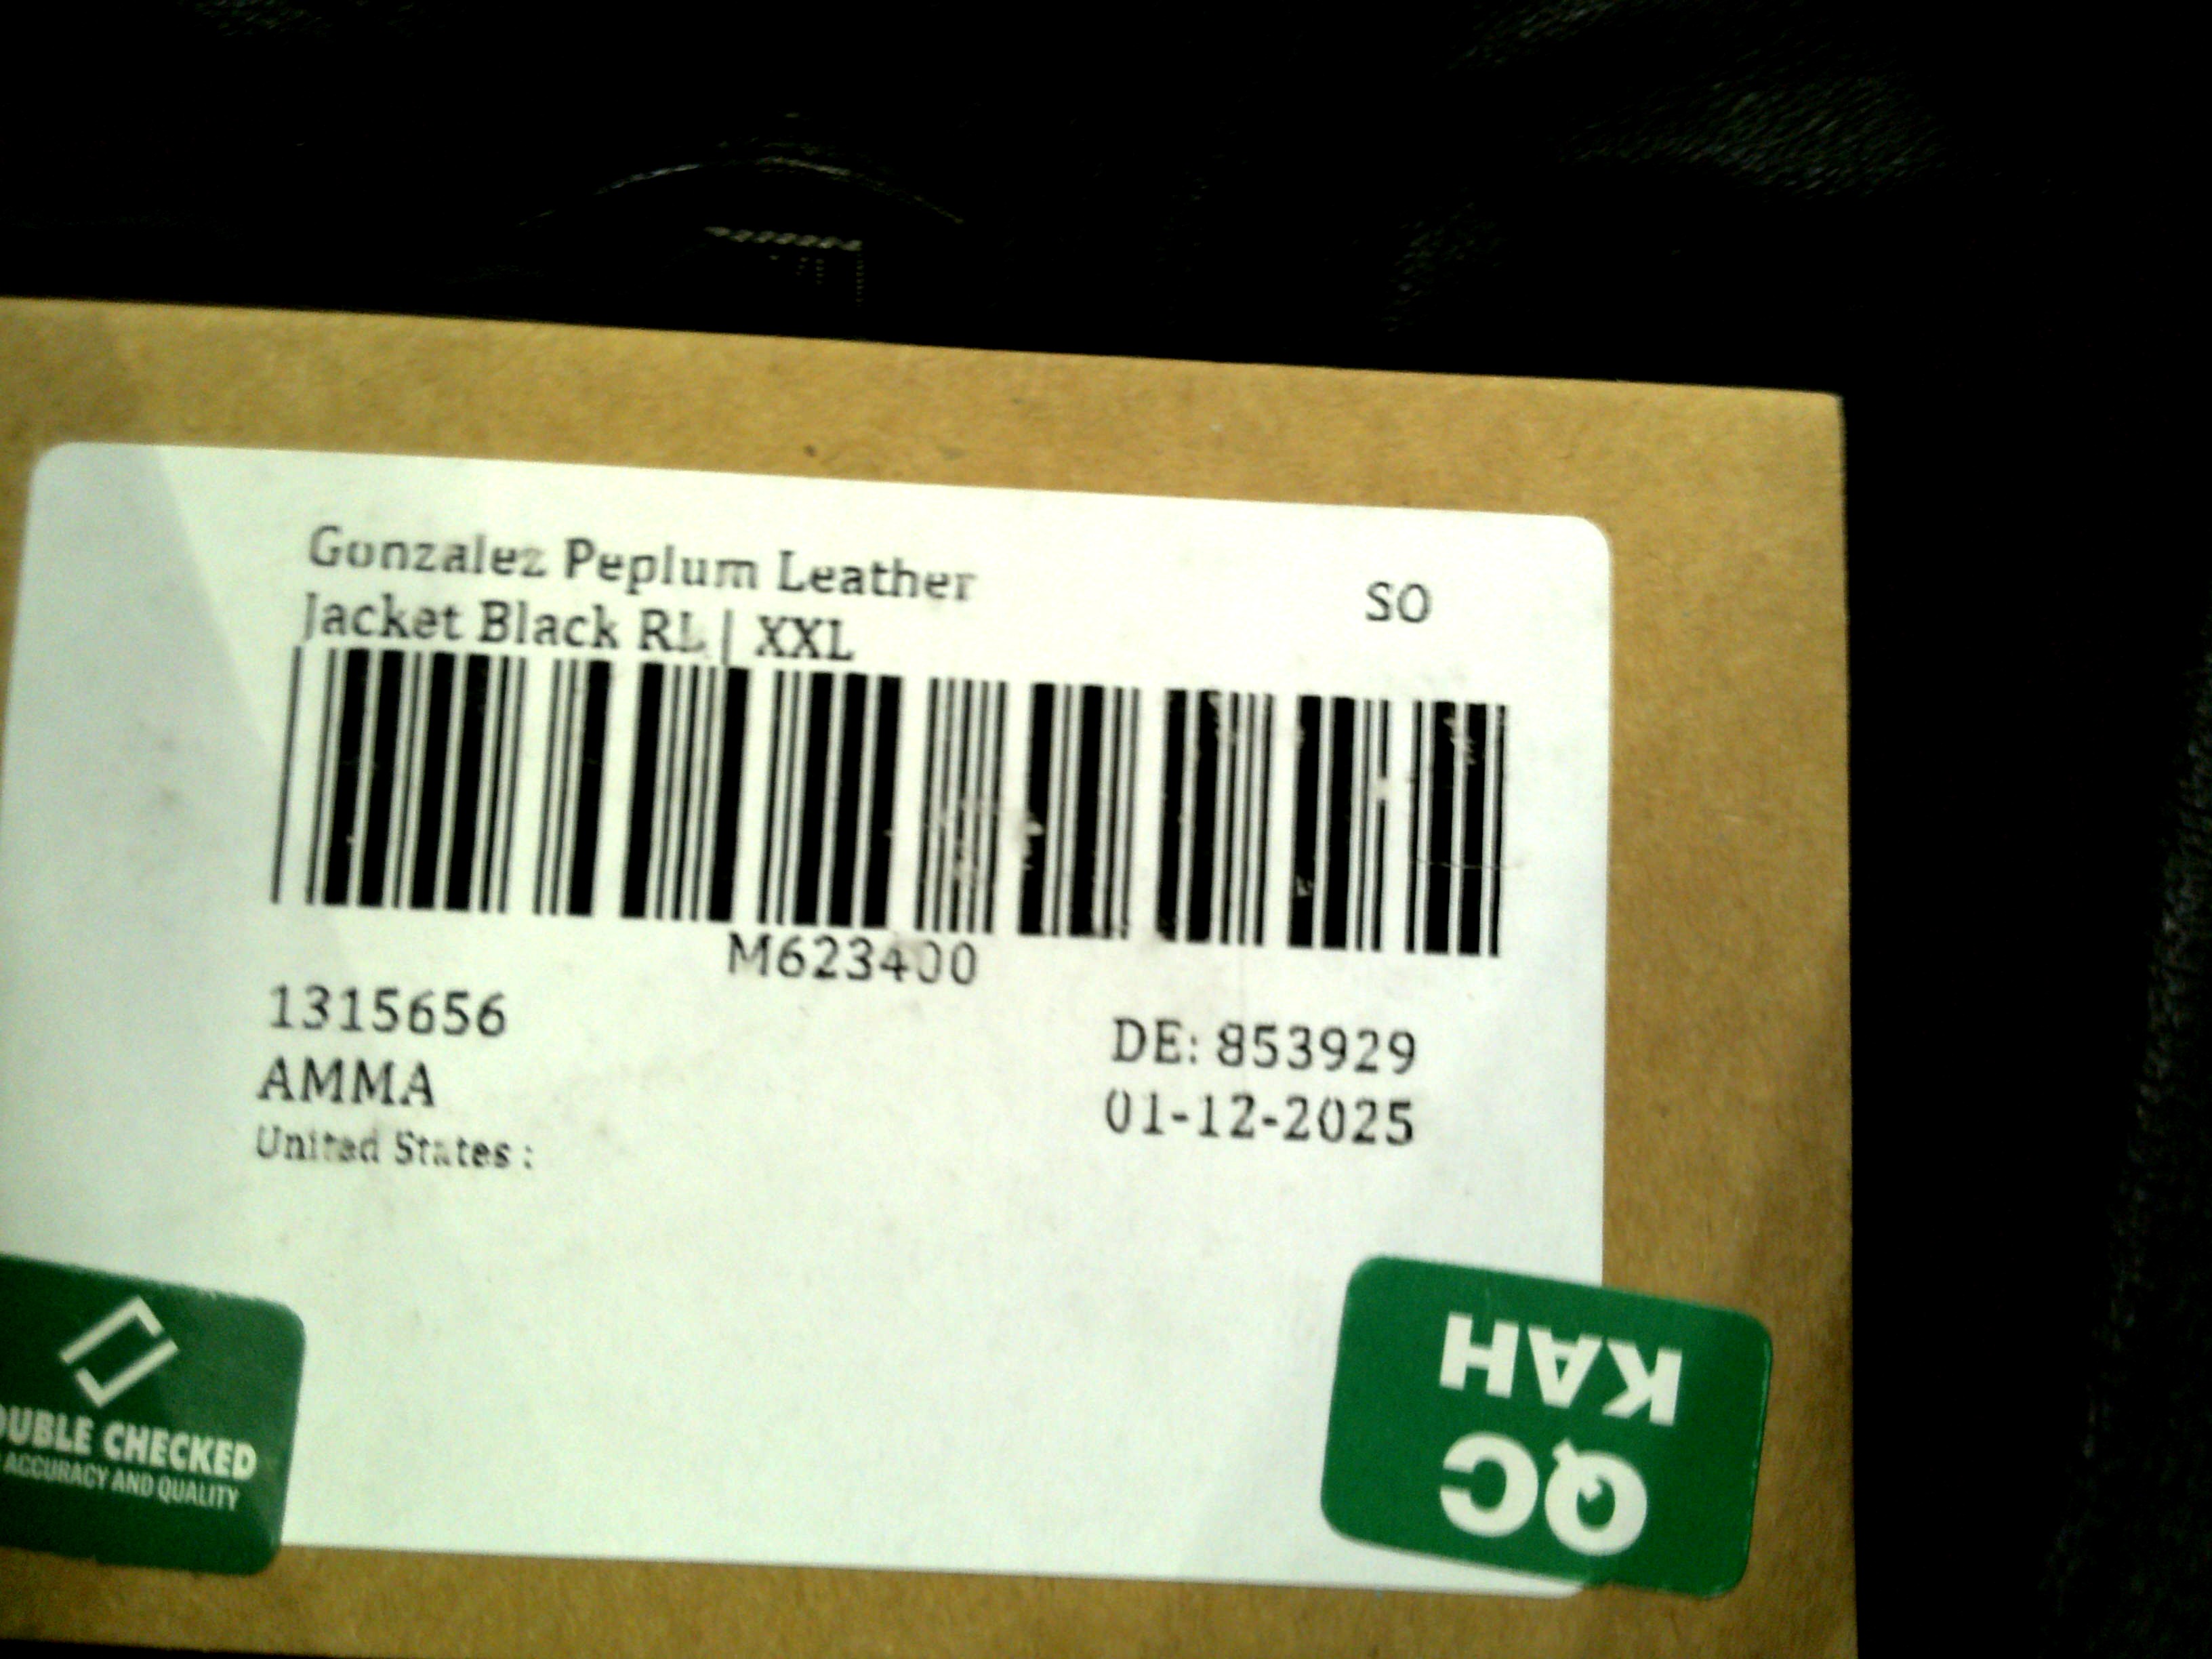 Gonzalez Peplum Leather
Jacket Black RL | XXL
SO
M623400
1315656
AMMA
United States :
DE: 853929
01-12-2025
CHECKED
ACCURACY AND QUALITY
QC
KAH